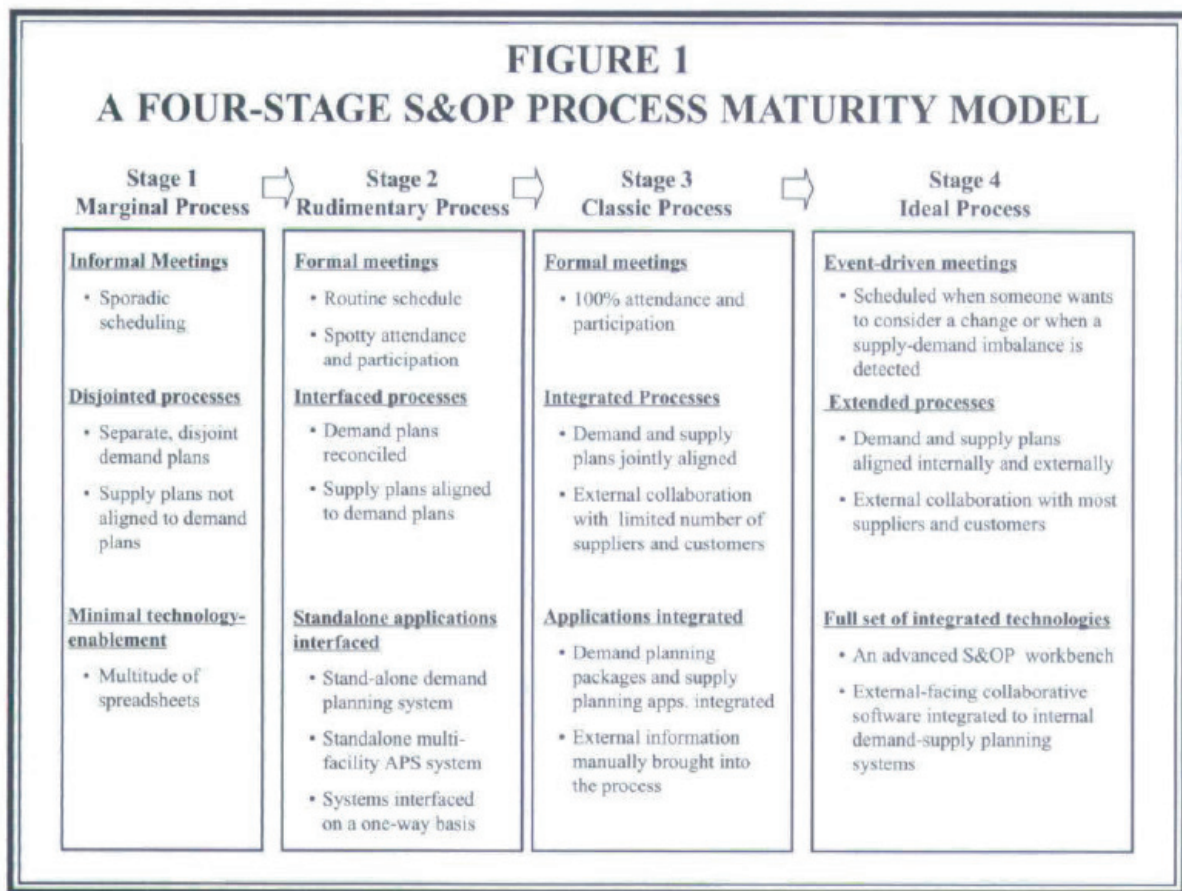 FIGURE 1
A FOUR-STAGE S&OP PROCESS MATURITY MODEL
Stage 1
Marginal Process
Informal Meetings
• Sporadic
scheduling
Disjointed processes
• Separate, disjoint
demand plans
• Supply plans not
aligned to demand
plans
Minimal technology-
enablement
• Multitude of
spreadsheets
Stage 2
Rudimentary Process
Formal meetings
• Routine schedule
• Spotty attendance
and participation
Interfaced processes
• Demand plans
reconciled
• Supply plans aligned
to demand plans
Standalone applications
interfaced
• Stand-alone demand
planning system
• Standalone multi-
facility APS system
• Systems interfaced
on a one-way basis
Stage 3
Classic Process
Formal meetings
• 100% attendance and
participation
Integrated Processes
• Demand and supply
plans jointly aligned
• External collaboration
with limited number of
suppliers and customers
Applications integrated
• Demand planning
packages and supply
planning apps. integrated
• External information
manually brought into
the process
Stage 4
Ideal Process
Event-driven meetings
• Scheduled when someone wants
to consider a change or when a
supply-demand imbalance is
detected
Extended processes
• Demand and supply plans
aligned internally and externally
• External collaboration with most
suppliers and customers
Full set of integrated technologies
• An advanced S&OP workbench
• External-facing collaborative
software integrated to internal
demand-supply planning
systems